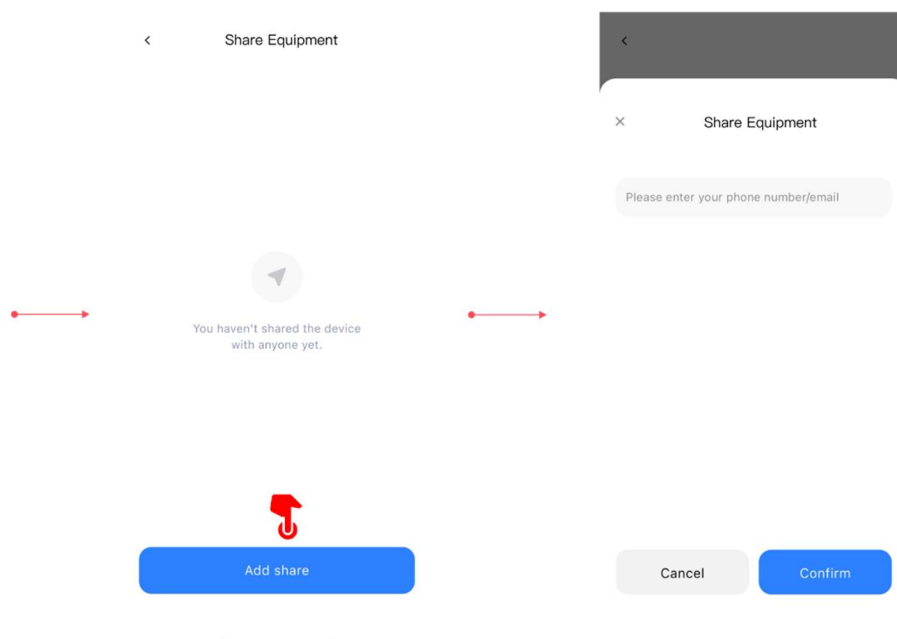 Share Equipment
You haven't shared the device
with anyone yet.
Add share
Share Equipment
Please enter your phone number/email
Cancel
Confirm